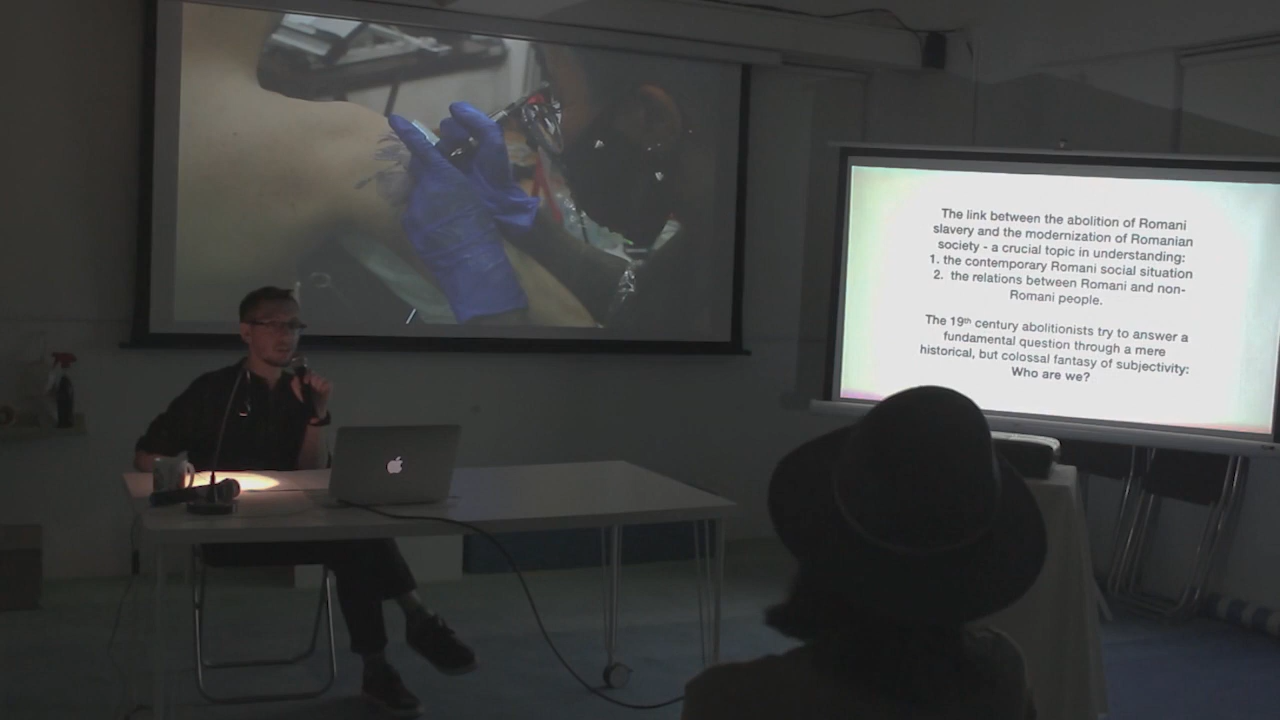 The link between the abolition of Romani
slavery and the modernization of Romanian
society - a crucial topic in understanding:
1. the contemporary Romani social situation
2. the relations between Romani and non-
Romani people.
The 19th century abolitionists try to answer a
fundamental question through a mere
historical, but colossal fantasy of subjectivity:
Who are we?